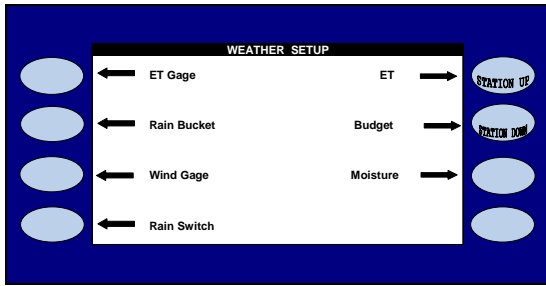 WEATHER SETUP
ET Gage ET STATION UP
Rain Bucket Budget STATION DOWN
Wind Gage Moisture
Rain Switch